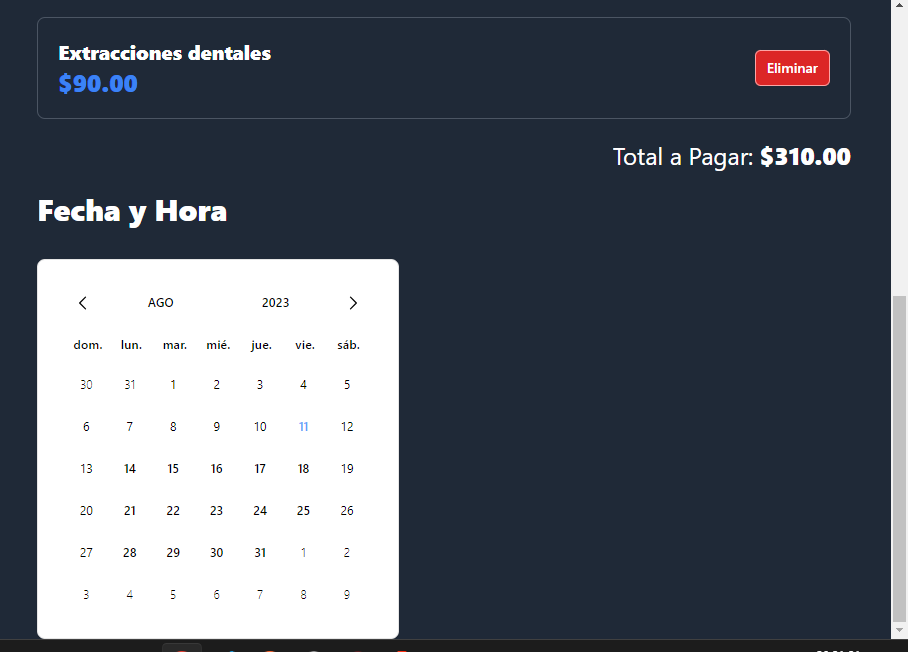 Extracciones dentales
$90.00
Eliminar
Total a Pagar: $310.00
Fecha y Hora
AGO 2023
dom. lun. mar. mié. jue. vie. sáb.
30 31 1 2 3 4 5
6 7 8 9 10 11 12
13 14 15 16 17 18 19
20 21 22 23 24 25 26
27 28 29 30 31 1 2
3 4 5 6 7 8 9